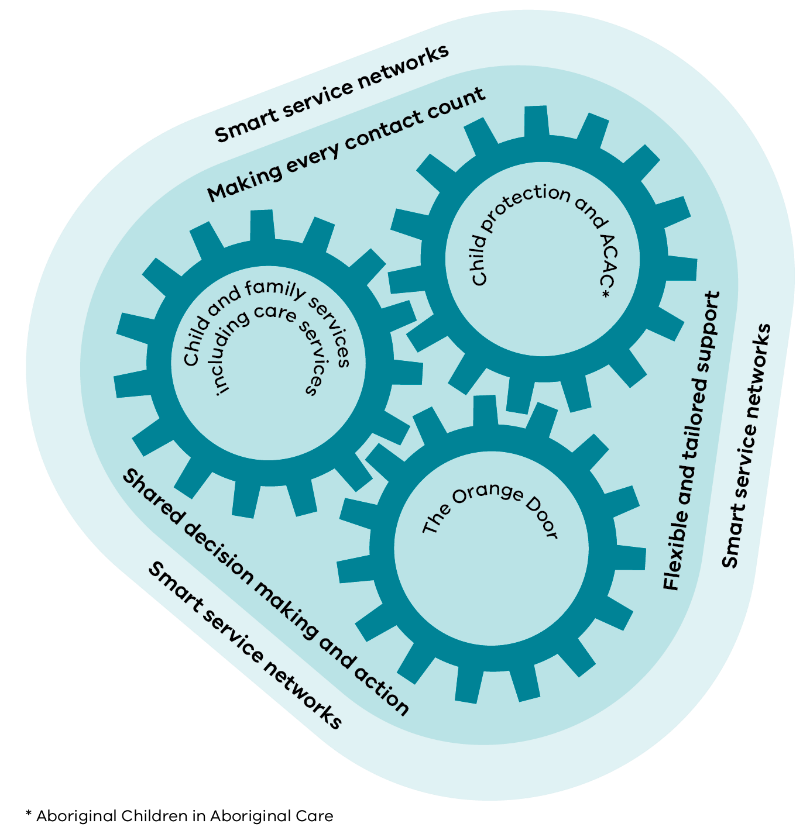 Smart service networks
Making every contact count
Child protection and ACAC*
Child and family services
including care services
Flexible and tailored support
Smart service networks
The Orange Door
Shared decision making and action
Smart service networks
* Aboriginal Children in Aboriginal Care